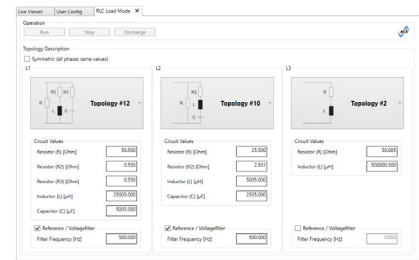 Live Viewer User Config RLC Load Mode
Operation
Run Stop Discharge
Topology Description
Symmetric (all phases same values)
L1 L2 L3
R R2 R3 L C Topology #12
R R2 L C Topology #10
R L Topology #2
Circuit Values
Resistor (R) [Ohm] 50.500
Resistor (R2) [Ohm] 0.550
Resistor (R3) [Ohm] 0.550
Inductor (L) [µH] 25005.000
Capacitor (C) [µF] 5005.000
Reference / Voltagefilter
Filter Frequency [Hz] 500.000
Circuit Values
Resistor (R) [Ohm] 25.500
Resistor (R2) [Ohm] 2.501
Inductor (L) [µH] 5005.000
Capacitor (C) [µF] 2505.000
Reference / Voltagefilter
Filter Frequency [Hz] 500.000
Circuit Values
Resistor (R) [Ohm] 50.005
Inductor (L) [µH] 500000.500
Reference / Voltagefilter
Filter Frequency [Hz] 0.000